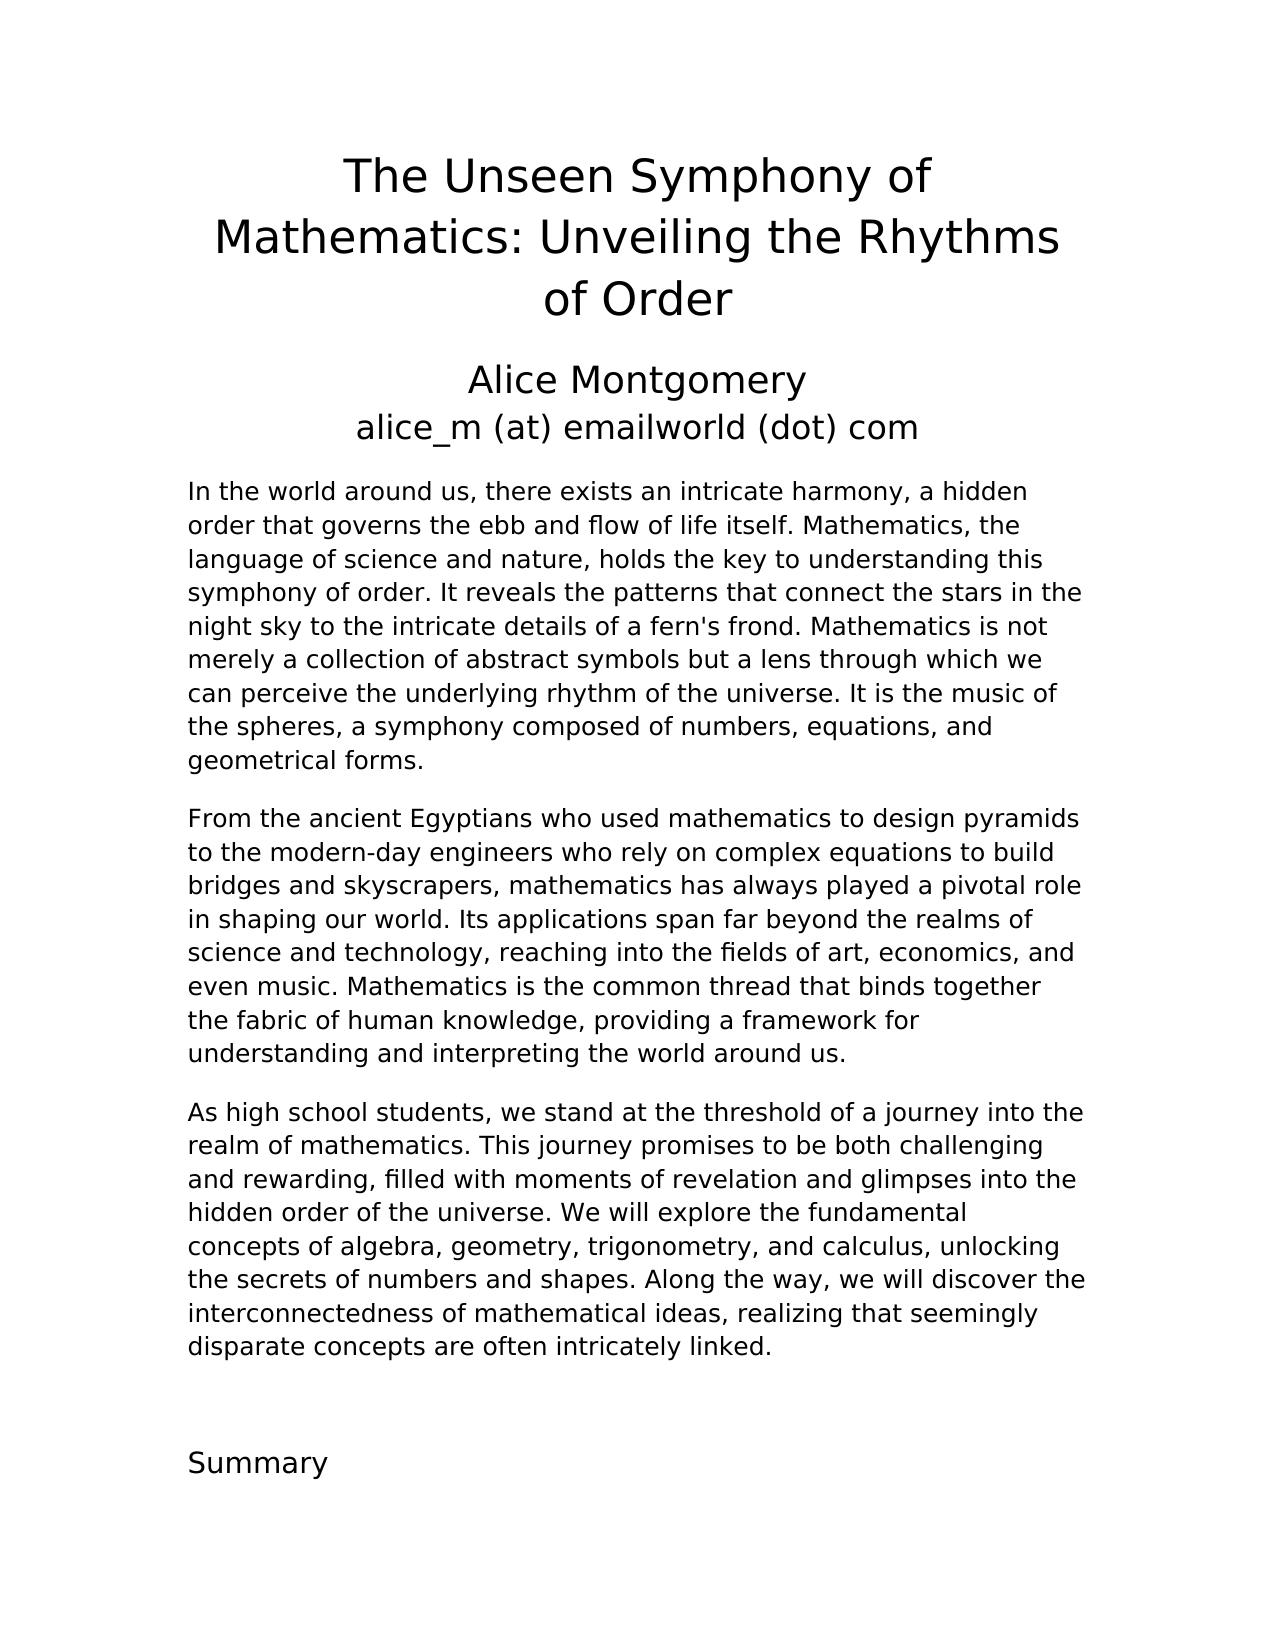 The Unseen Symphony of
Mathematics: Unveiling the Rhythms
of Order
Alice Montgomery
alice_m (at) emailworld (dot) com
In the world around us, there exists an intricate harmony, a hidden
order that governs the ebb and flow of life itself. Mathematics, the
language of science and nature, holds the key to understanding this
symphony of order. It reveals the patterns that connect the stars in the
night sky to the intricate details of a fern's frond. Mathematics is not
merely a collection of abstract symbols but a lens through which we
can perceive the underlying rhythm of the universe. It is the music of
the spheres, a symphony composed of numbers, equations, and
geometrical forms.
From the ancient Egyptians who used mathematics to design pyramids
to the modern-day engineers who rely on complex equations to build
bridges and skyscrapers, mathematics has always played a pivotal role
in shaping our world. Its applications span far beyond the realms of
science and technology, reaching into the fields of art, economics, and
even music. Mathematics is the common thread that binds together
the fabric of human knowledge, providing a framework for
understanding and interpreting the world around us.
As high school students, we stand at the threshold of a journey into the
realm of mathematics. This journey promises to be both challenging
and rewarding, filled with moments of revelation and glimpses into the
hidden order of the universe. We will explore the fundamental
concepts of algebra, geometry, trigonometry, and calculus, unlocking
the secrets of numbers and shapes. Along the way, we will discover the
interconnectedness of mathematical ideas, realizing that seemingly
disparate concepts are often intricately linked.
Summary